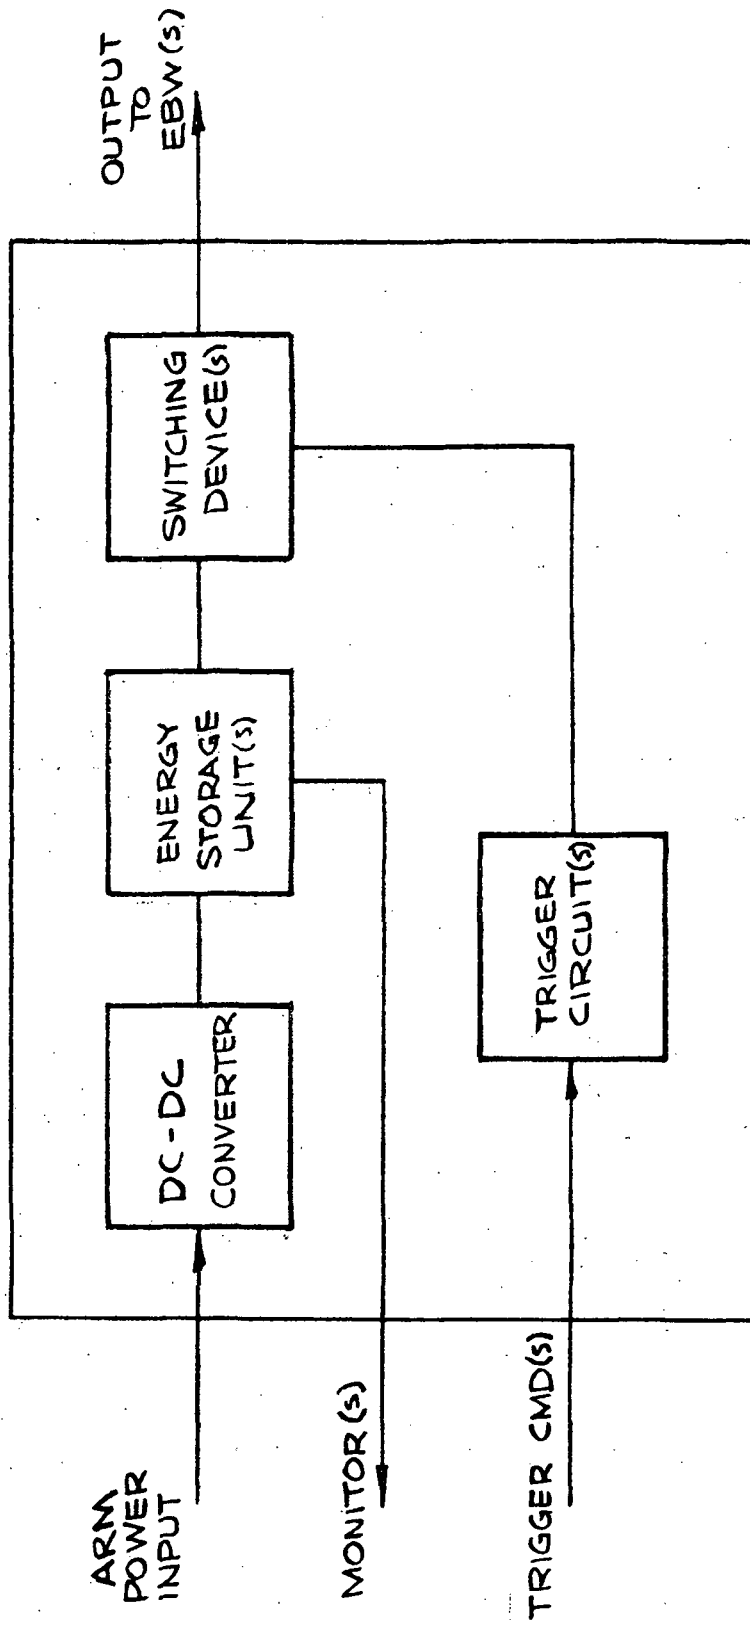 ARM
POWER
INPUT
DC-DC
CONVERTER
ENERGY
STORAGE
UNIT(S)
SWITCHING
DEVICE(S)
OUTPUT
TO
EBW(S)
MONITOR(S)
TRIGGER CMD(S)
TRIGGER
CIRCUIT(S)